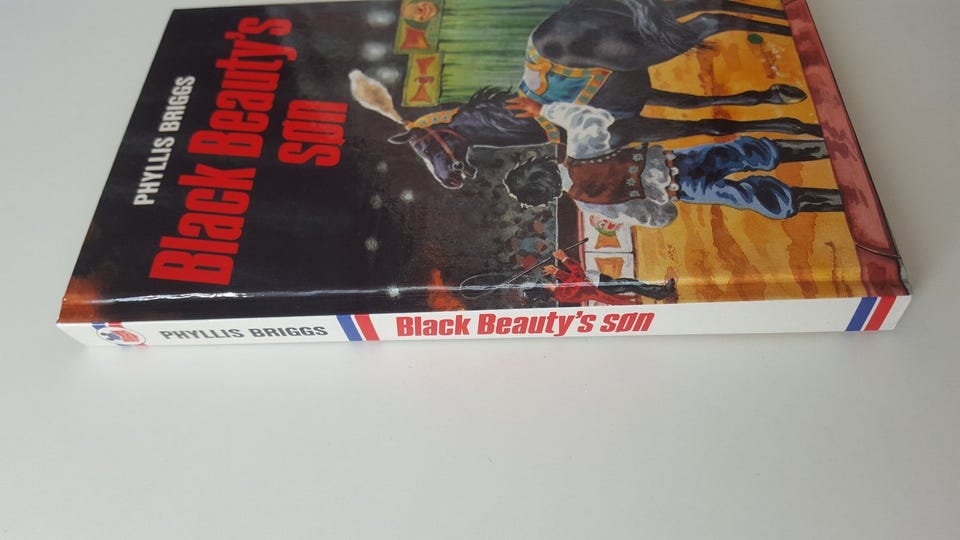 PHYLLIS BRIGGS
Black Beauty's
søn
PHYLLIS BRIGGS
Black Beauty's søn